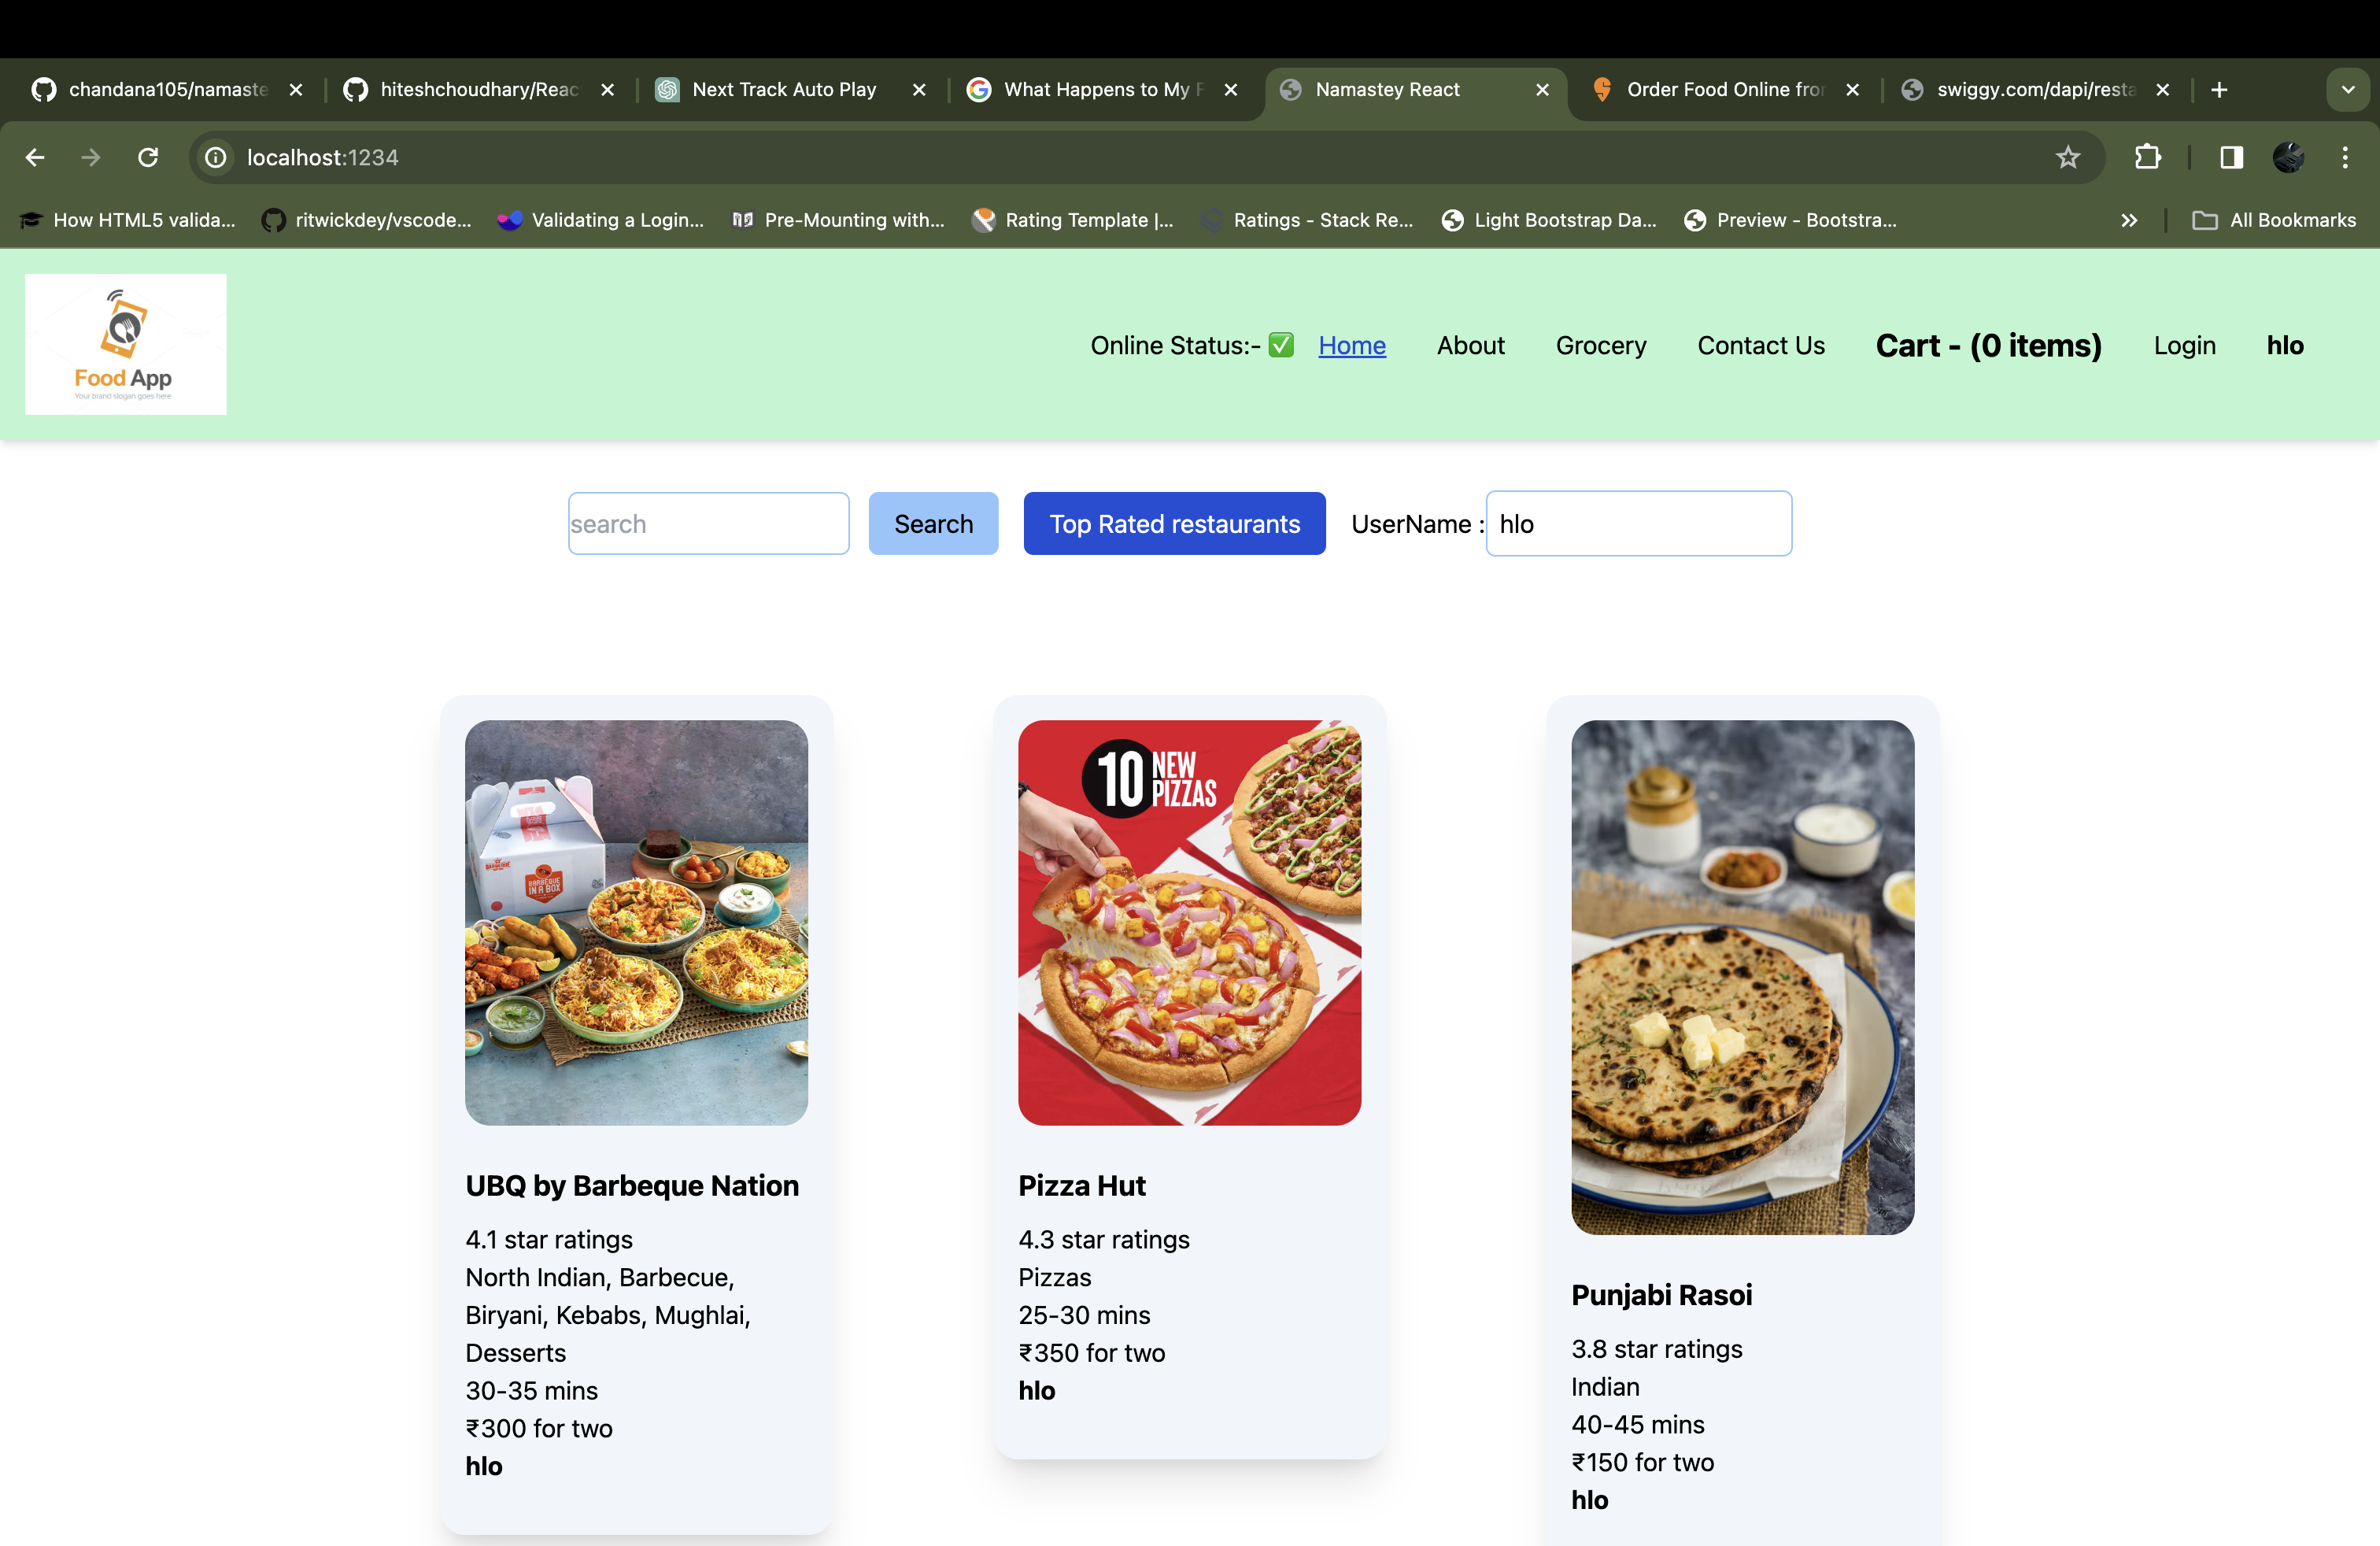 chandana105/namaste
hiteshchoudhary/Reac
Next Track Auto Play
What Happens to My F
Namastey React
Order Food Online fror
swiggy.com/dapi/resta
localhost:1234
How HTML5 valida...
ritwickdey/vscode...
Validating a Login...
Pre-Mounting with...
Rating Template |...
Ratings - Stack Re...
Light Bootstrap Da...
Preview - Bootstra...
All Bookmarks
Food App
Your brand slogan goes here
Online Status:- ✅
Home
About
Grocery
Contact Us
Cart - (0 items)
Login
hlo
search
Search
Top Rated restaurants
UserName :
hlo
BARBEQUE
IN A BOX
UBQ by Barbeque Nation
4.1 star ratings
North Indian, Barbecue,
Biryani, Kebabs, Mughlai,
Desserts
30-35 mins
₹300 for two
hlo
10 NEW
PIZZAS
Pizza Hut
4.3 star ratings
Pizzas
25-30 mins
₹350 for two
hlo
Punjabi Rasoi
3.8 star ratings
Indian
40-45 mins
₹150 for two
hlo